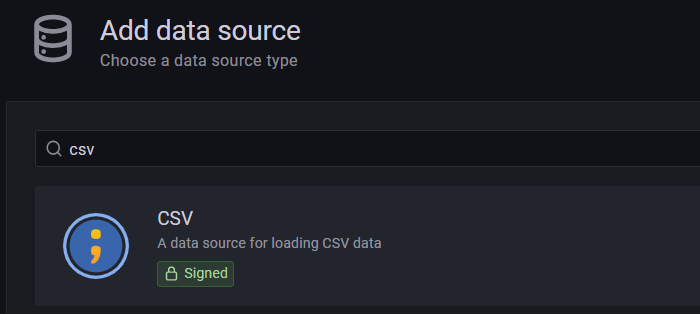 Add data source
Choose a data source type
csv
CSV
A data source for loading CSV data
Signed